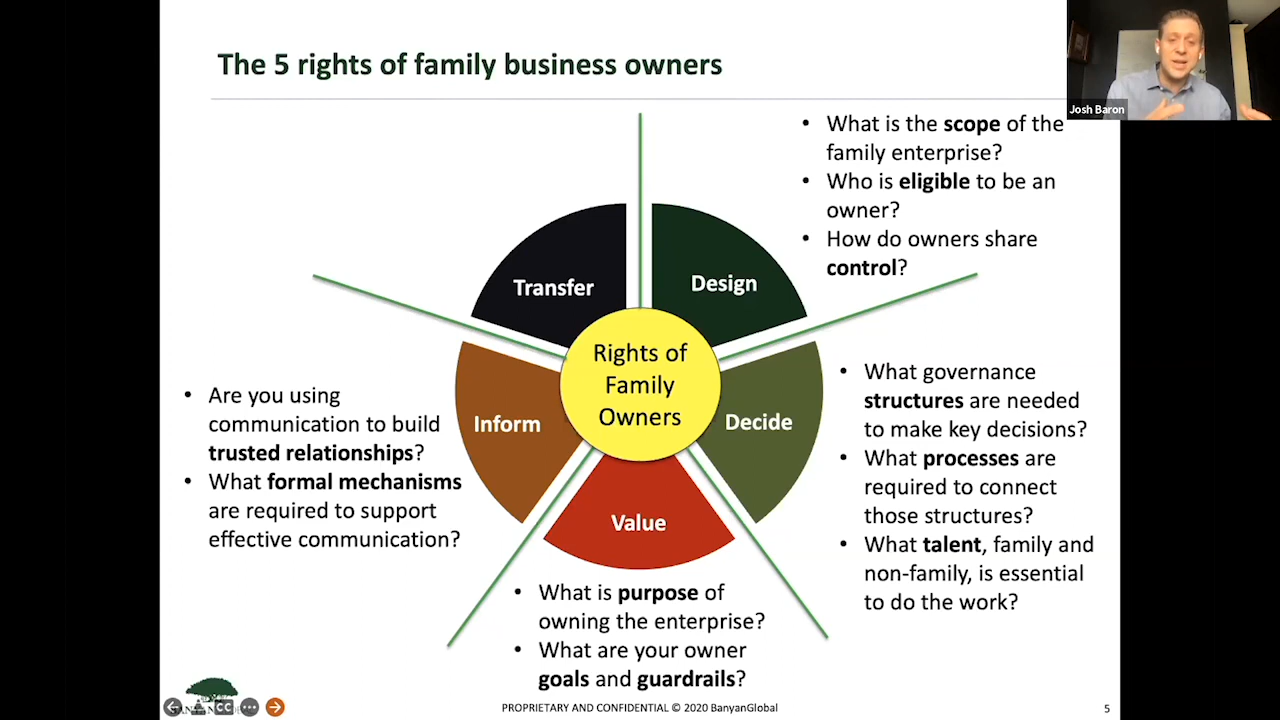 The 5 rights of family business owners
Josh Baron
• What is the scope of the
family enterprise?
• Who is eligible to be an
owner?
• How do owners share
control?
Transfer
Design
Rights of
Family
Owners
Inform
Decide
Value
• What governance
structures are needed
to make key decisions?
• What processes are
required to connect
those structures?
• What talent, family and
non-family, is essential
to do the work?
• Are you using
communication to build
trusted relationships?
• What formal mechanisms
are required to support
effective communication?
• What is purpose of
owning the enterprise?
• What are your owner
goals and guardrails?
CC
PROPRIETARY AND CONFIDENTIAL © 2020 BanyanGlobal
5